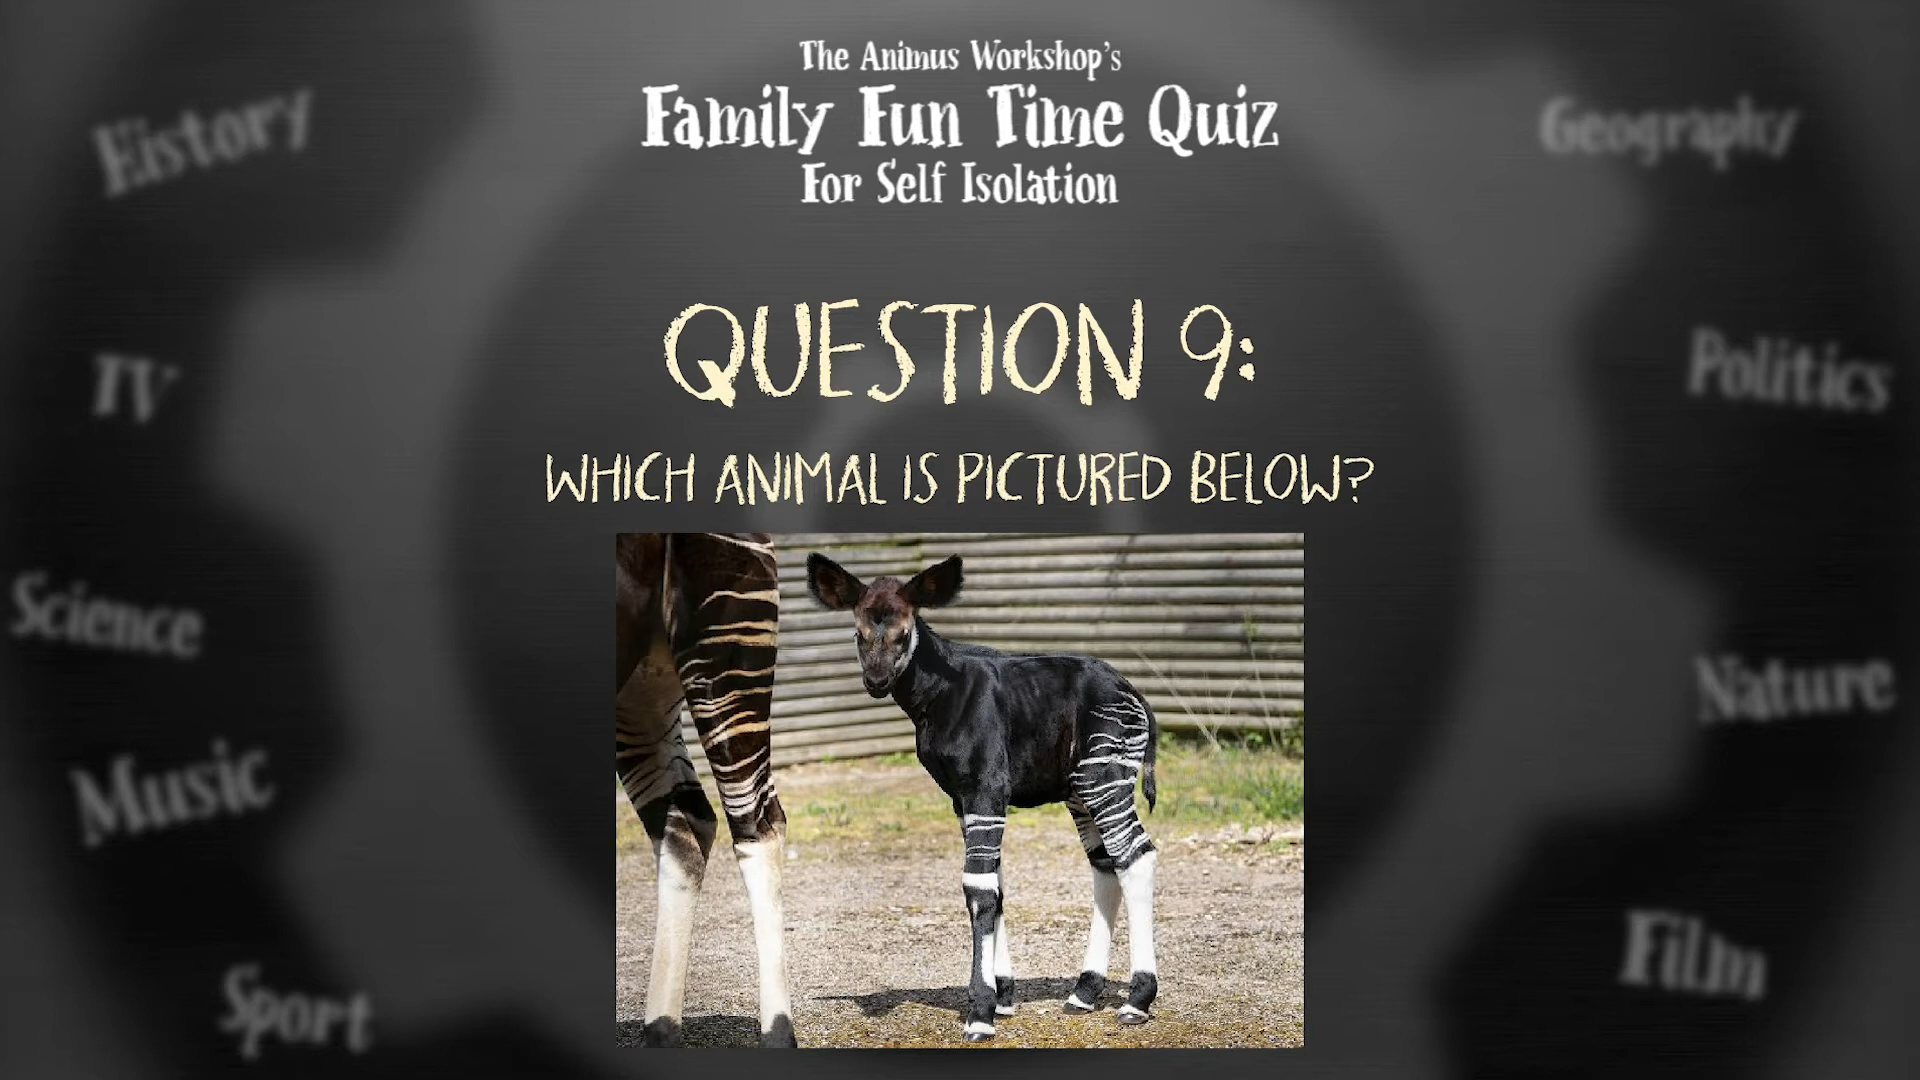 The Animus Workshop's
Family Fun Time Quiz
For Self Isolation
History
Geography
QUESTION 9:
TV
Politics
WHICH ANIMAL IS PICTURED BELOW?
Science
Nature
Music
Film
Sport